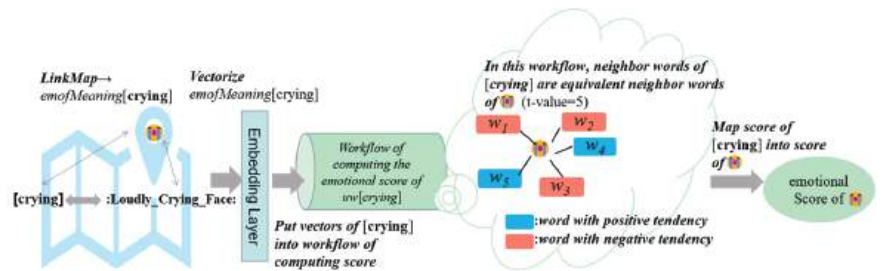 LinkMap→
emofMeaning[crying]
[crying]
:Loudly_Crying_Face:
Vectorize
emofMeaning[crying]
Embedding Layer
Workflow of
computing the
emotional score of
uw[crying]
Put vectors of [crying]
into workflow of
computing score
In this workflow, neighbor words of
[crying] are equivalent neighbor words
of 😭 (t-value=5)
w1
w2
w4
w5
w3
:word with positive tendency
:word with negative tendency
Map score of
[crying] into score
of 😭
emotional
Score of 😭